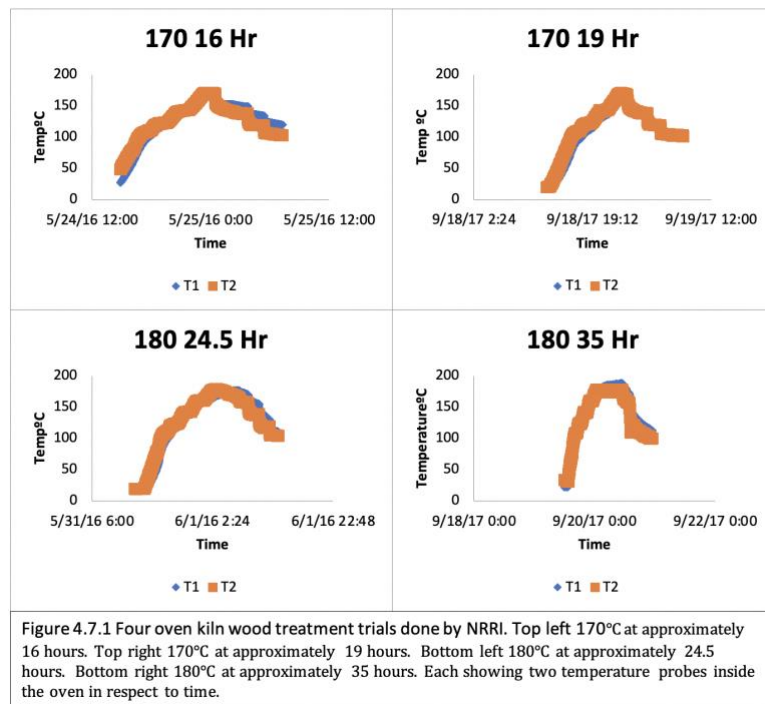 170 16 Hr
200
150
100
50
0
TempºC
5/24/16 12:00 5/25/16 0:00 5/25/16 12:00
Time
T1 T2
170 19 Hr
200
150
100
50
0
Temp ºC
9/18/17 2:24 9/18/17 19:12 9/19/17 12:00
Time
T1 T2
180 24.5 Hr
200
150
100
50
0
TempºC
5/31/16 6:00 6/1/16 2:24 6/1/16 22:48
Time
T1 T2
180 35 Hr
200
150
100
50
0
TemperatureºC
9/18/17 0:00 9/20/17 0:00 9/22/17 0:00
Time
T1 T2
Figure 4.7.1 Four oven kiln wood treatment trials done by NRRI. Top left 170°C at approximately
16 hours. Top right 170°C at approximately 19 hours. Bottom left 180°C at approximately 24.5
hours. Bottom right 180°C at approximately 35 hours. Each showing two temperature probes inside
the oven in respect to time.